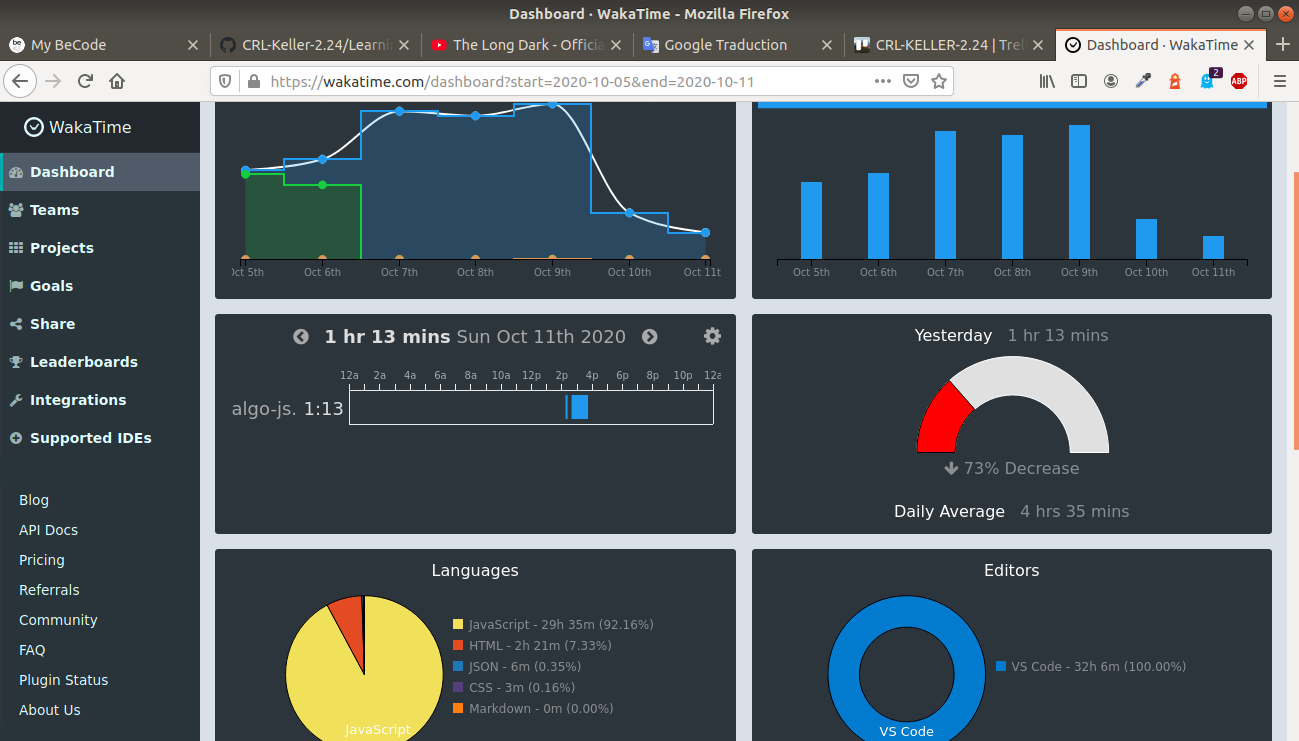 Dashboard · WakaTime - Mozilla Firefox
My BeCode
CRL-Keller-2.24/Learni
The Long Dark - Officia
Google Traduction
CRL-KELLER-2.24 | Trel
Dashboard · WakaTime
https://wakatime.com/dashboard?start=2020-10-05&end=2020-10-11
2
ABP
WakaTime
Dashboard
Teams
Projects
Goals
Share
Leaderboards
Integrations
Supported IDEs
Blog
API Docs
Pricing
Referrals
Community
FAQ
Plugin Status
About Us
Oct 5th Oct 6th Oct 7th Oct 8th Oct 9th Oct 10th Oct 11t
Oct 5th Oct 6th Oct 7th Oct 8th Oct 9th Oct 10th Oct 11th
1 hr 13 mins Sun Oct 11th 2020
12a 2a 4a 6a 8a 10a 12p 2p 4p 6p 8p 10p 12a
algo-js. 1:13
Yesterday 1 hr 13 mins
73% Decrease
Daily Average 4 hrs 35 mins
Languages
JavaScript - 29h 35m (92.16%)
HTML - 2h 21m (7.33%)
JSON - 6m (0.35%)
CSS - 3m (0.16%)
Markdown - 0m (0.00%)
JavaScript
Editors
VS Code - 32h 6m (100.00%)
VS Code